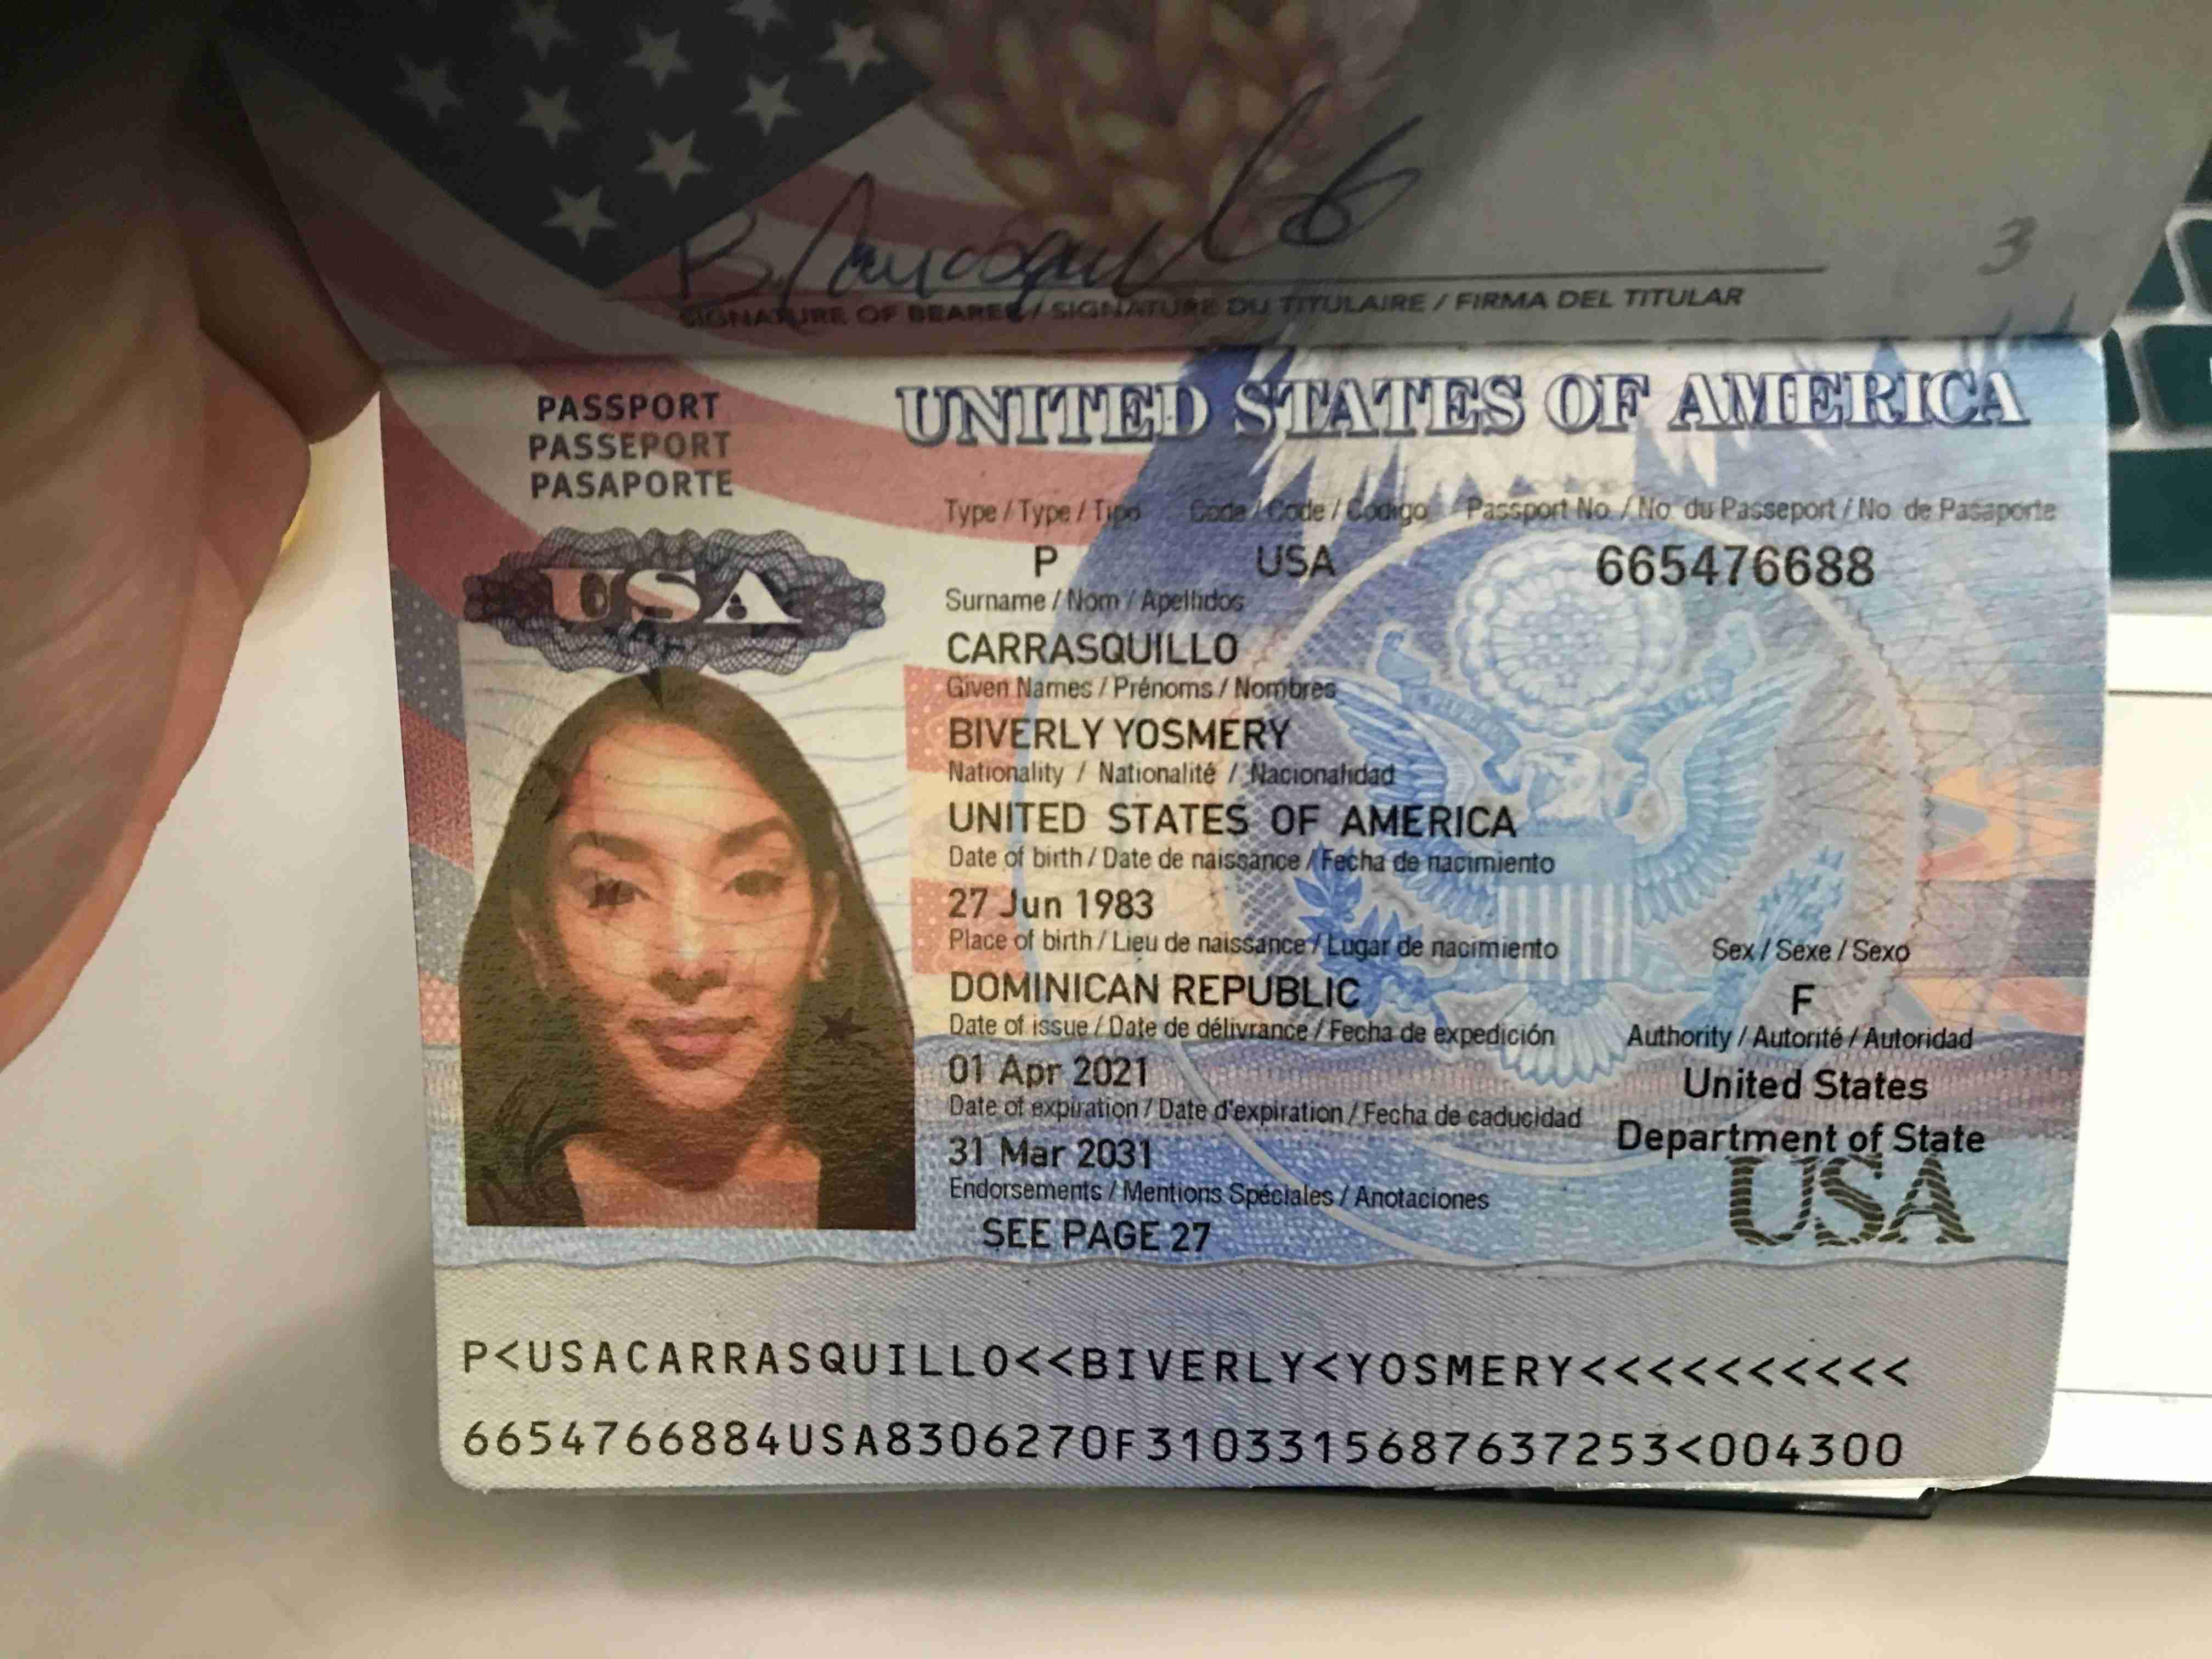 B Carrasquillo
SIGNATURE OF BEARER / SIGNATURE DU TITULAIRE / FIRMA DEL TITULAR
3
PASSPORT
PASSEPORT
PASAPORTE
UNITED STATES OF AMERICA
USA
Type / Type / Tipo Code / Code / Codigo Passport No. / No. du Passeport / No. de Pasaporte
P USA 665476688
Surname / Nom / Apellidos
CARRASQUILLO
Given Names / Prénoms / Nombres
BIVERLY YOSMERY
Nationality / Nationalité / Nacionalidad
UNITED STATES OF AMERICA
Date of birth / Date de naissance / Fecha de nacimiento
27 Jun 1983
Place of birth / Lieu de naissance / Lugar de nacimiento Sex / Sexe / Sexo
DOMINICAN REPUBLIC F
Date of issue / Date de délivrance / Fecha de expedición Authority / Autorité / Autoridad
01 Apr 2021 United States
Date of expiration / Date d'expiration / Fecha de caducidad Department of State
31 Mar 2031 USA
Endorsements / Mentions Spéciales / Anotaciones
SEE PAGE 27
P<USACARRASQUILLO<<BIVERLY<YOSMERY<<<<<<<<<<
6654766884USA8306270F3103315687637253<004300